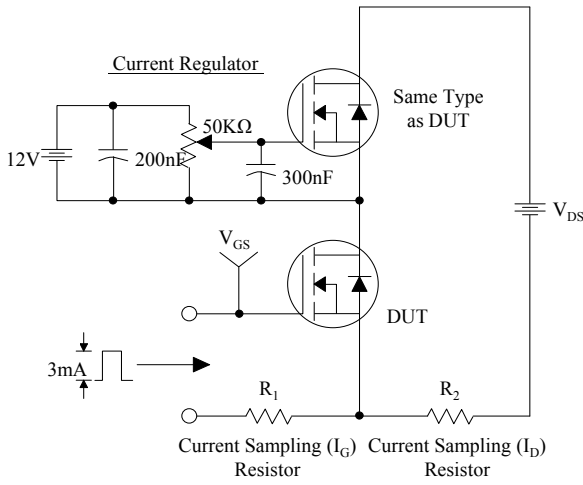 Current Regulator
Same Type
as DUT
50KΩ
12V
200nF
300nF
V_DS
V_GS
DUT
3mA
R_1
R_2
Current Sampling (I_G)
Resistor
Current Sampling (I_D)
Resistor